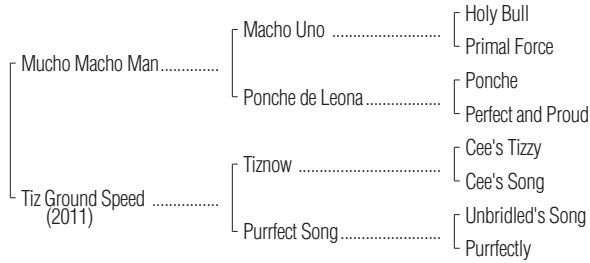 Holy Bull
Macho Uno ........................
Primal Force
Mucho Macho Man..............
Ponche
Ponche de Leona..................
Perfect and Proud
Cee's Tizzy
Tiznow ................................
Cee's Song
Tiz Ground Speed ................
(2011)
Unbridled's Song
Purrfect Song.......................
Purrfectly